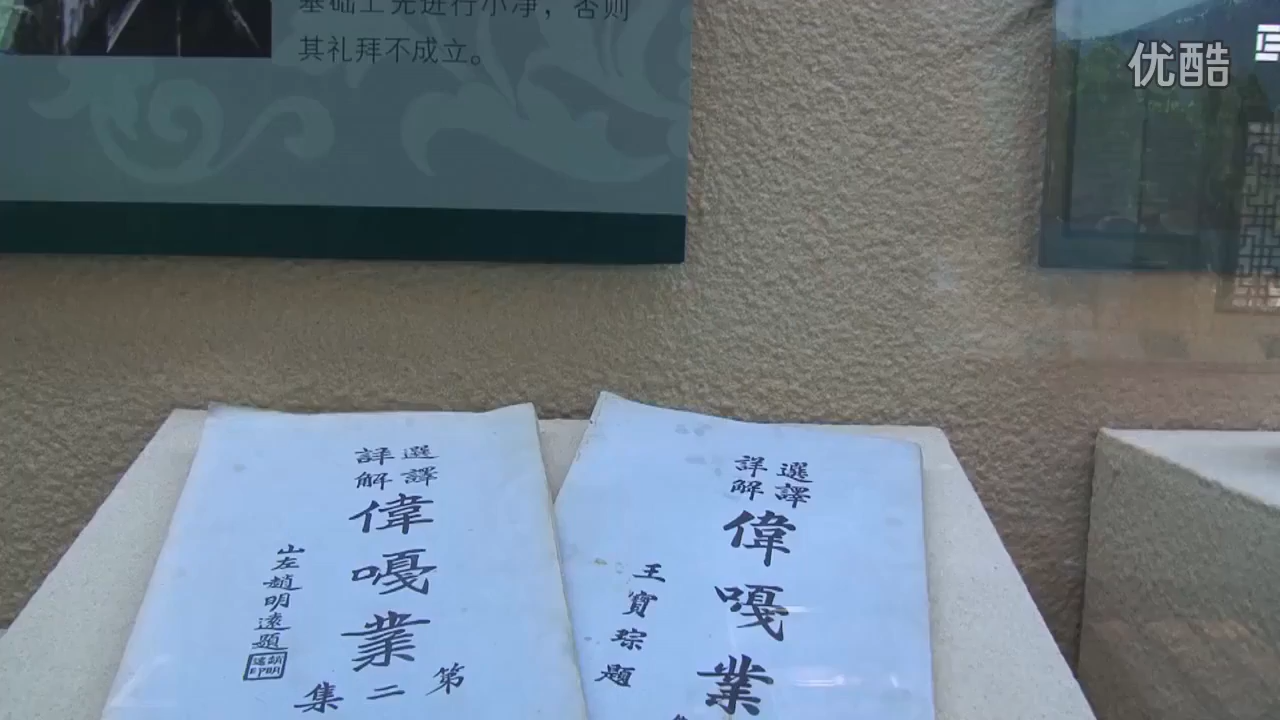 基础上先进行小净，否则
其礼拜不成立。
优酷
選譯
詳解
偉嘎業
第二集
山左趙明遠題
選譯
詳解
偉嘎業
王寶琮題